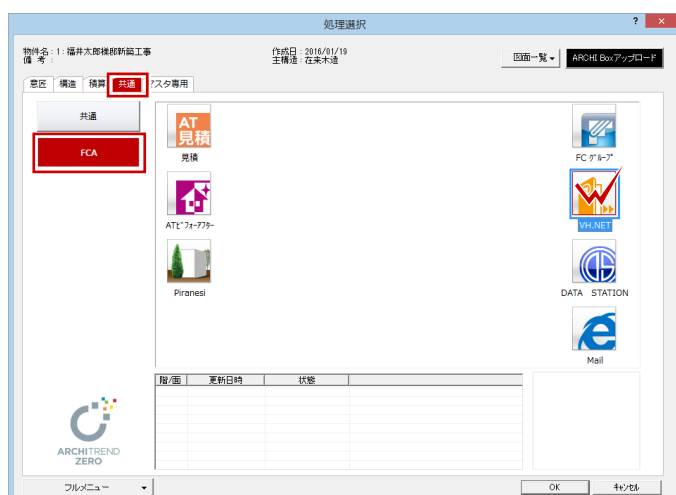 処理選択
? ×
物件名：1：福井太郎様邸新築工事
備 考：
作成日：2016/01/19
主構造：在来木造
図面一覧
ARCHI Boxアップロード
意匠 構造 積算 共通 アスタ専用
共通
FCA
AT
見積
見積
ATﾋﾞﾌｫｰｱﾌﾀｰ
Piranesi
FC ｸﾞﾙｰﾌﾟ
VH.NET
DATA STATION
Mail
階/面 更新日時 状態
ARCHITREND
ZERO
フルメニュー
OK
ｷｬﾝｾﾙ